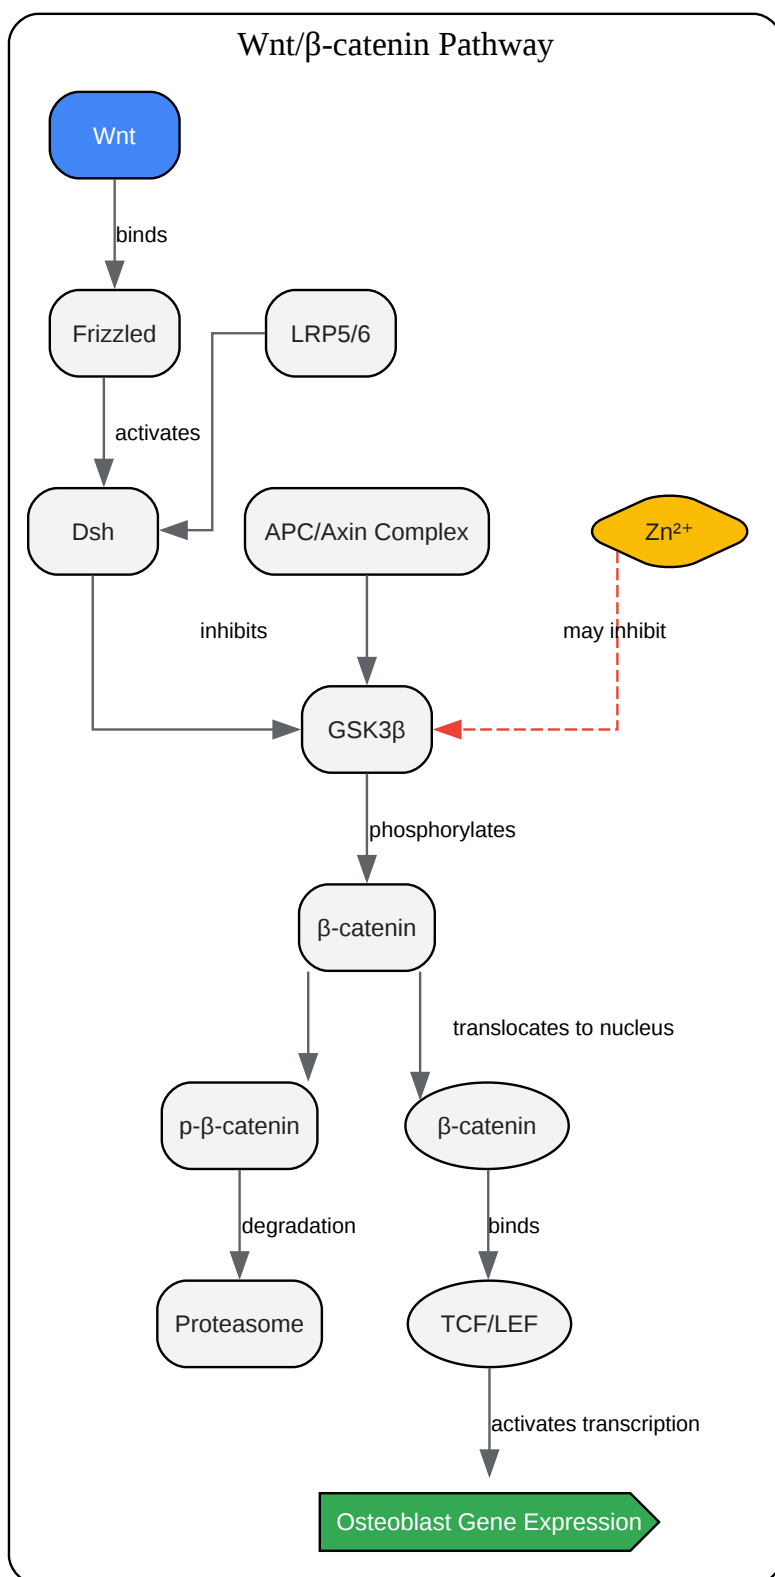 Wnt/β-catenin Pathway
Wnt
binds
Frizzled
LRP5/6
activates
Dsh
APC/Axin Complex
Zn²⁺
inhibits
may inhibit
GSK3β
phosphorylates
β-catenin
translocates to nucleus
p-β-catenin
β-catenin
degradation
binds
Proteasome
TCF/LEF
activates transcription
Osteoblast Gene Expression